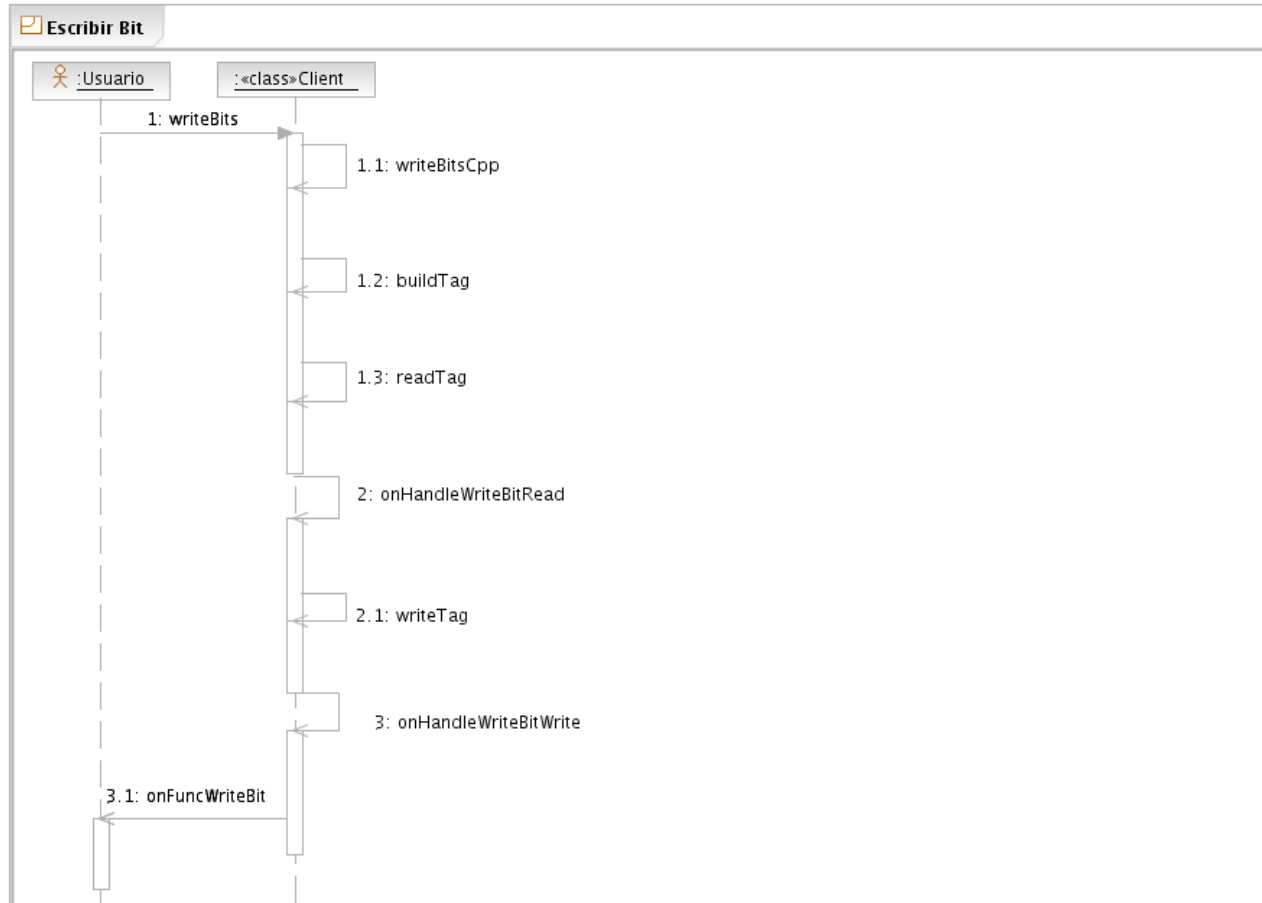 Escribir Bit
:Usuario
:«class»Client
1: writeBits
1.1: writeBitsCpp
1.2: buildTag
1.3: readTag
2: onHandleWriteBitRead
2.1: writeTag
3: onHandleWriteBitWrite
3.1: onFuncWriteBit